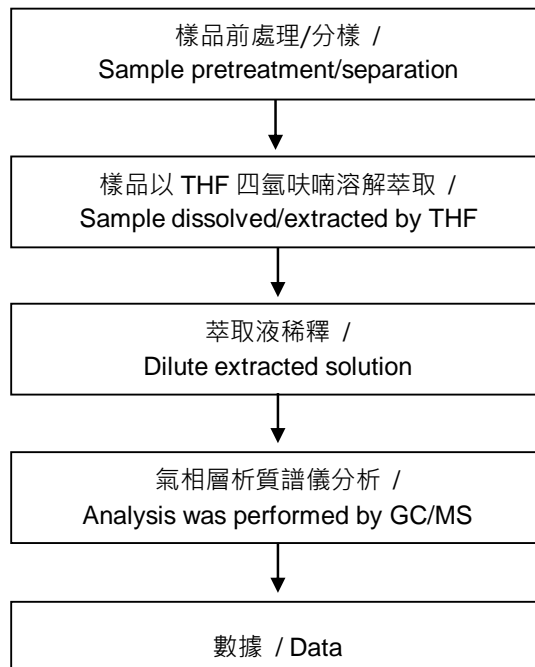 樣品前處理/分樣 /
Sample pretreatment/separation
樣品以 THF 四氫呋喃溶解萃取 /
Sample dissolved/extracted by THF
萃取液稀釋 /
Dilute extracted solution
氣相層析質譜儀分析 /
Analysis was performed by GC/MS
數據 / Data